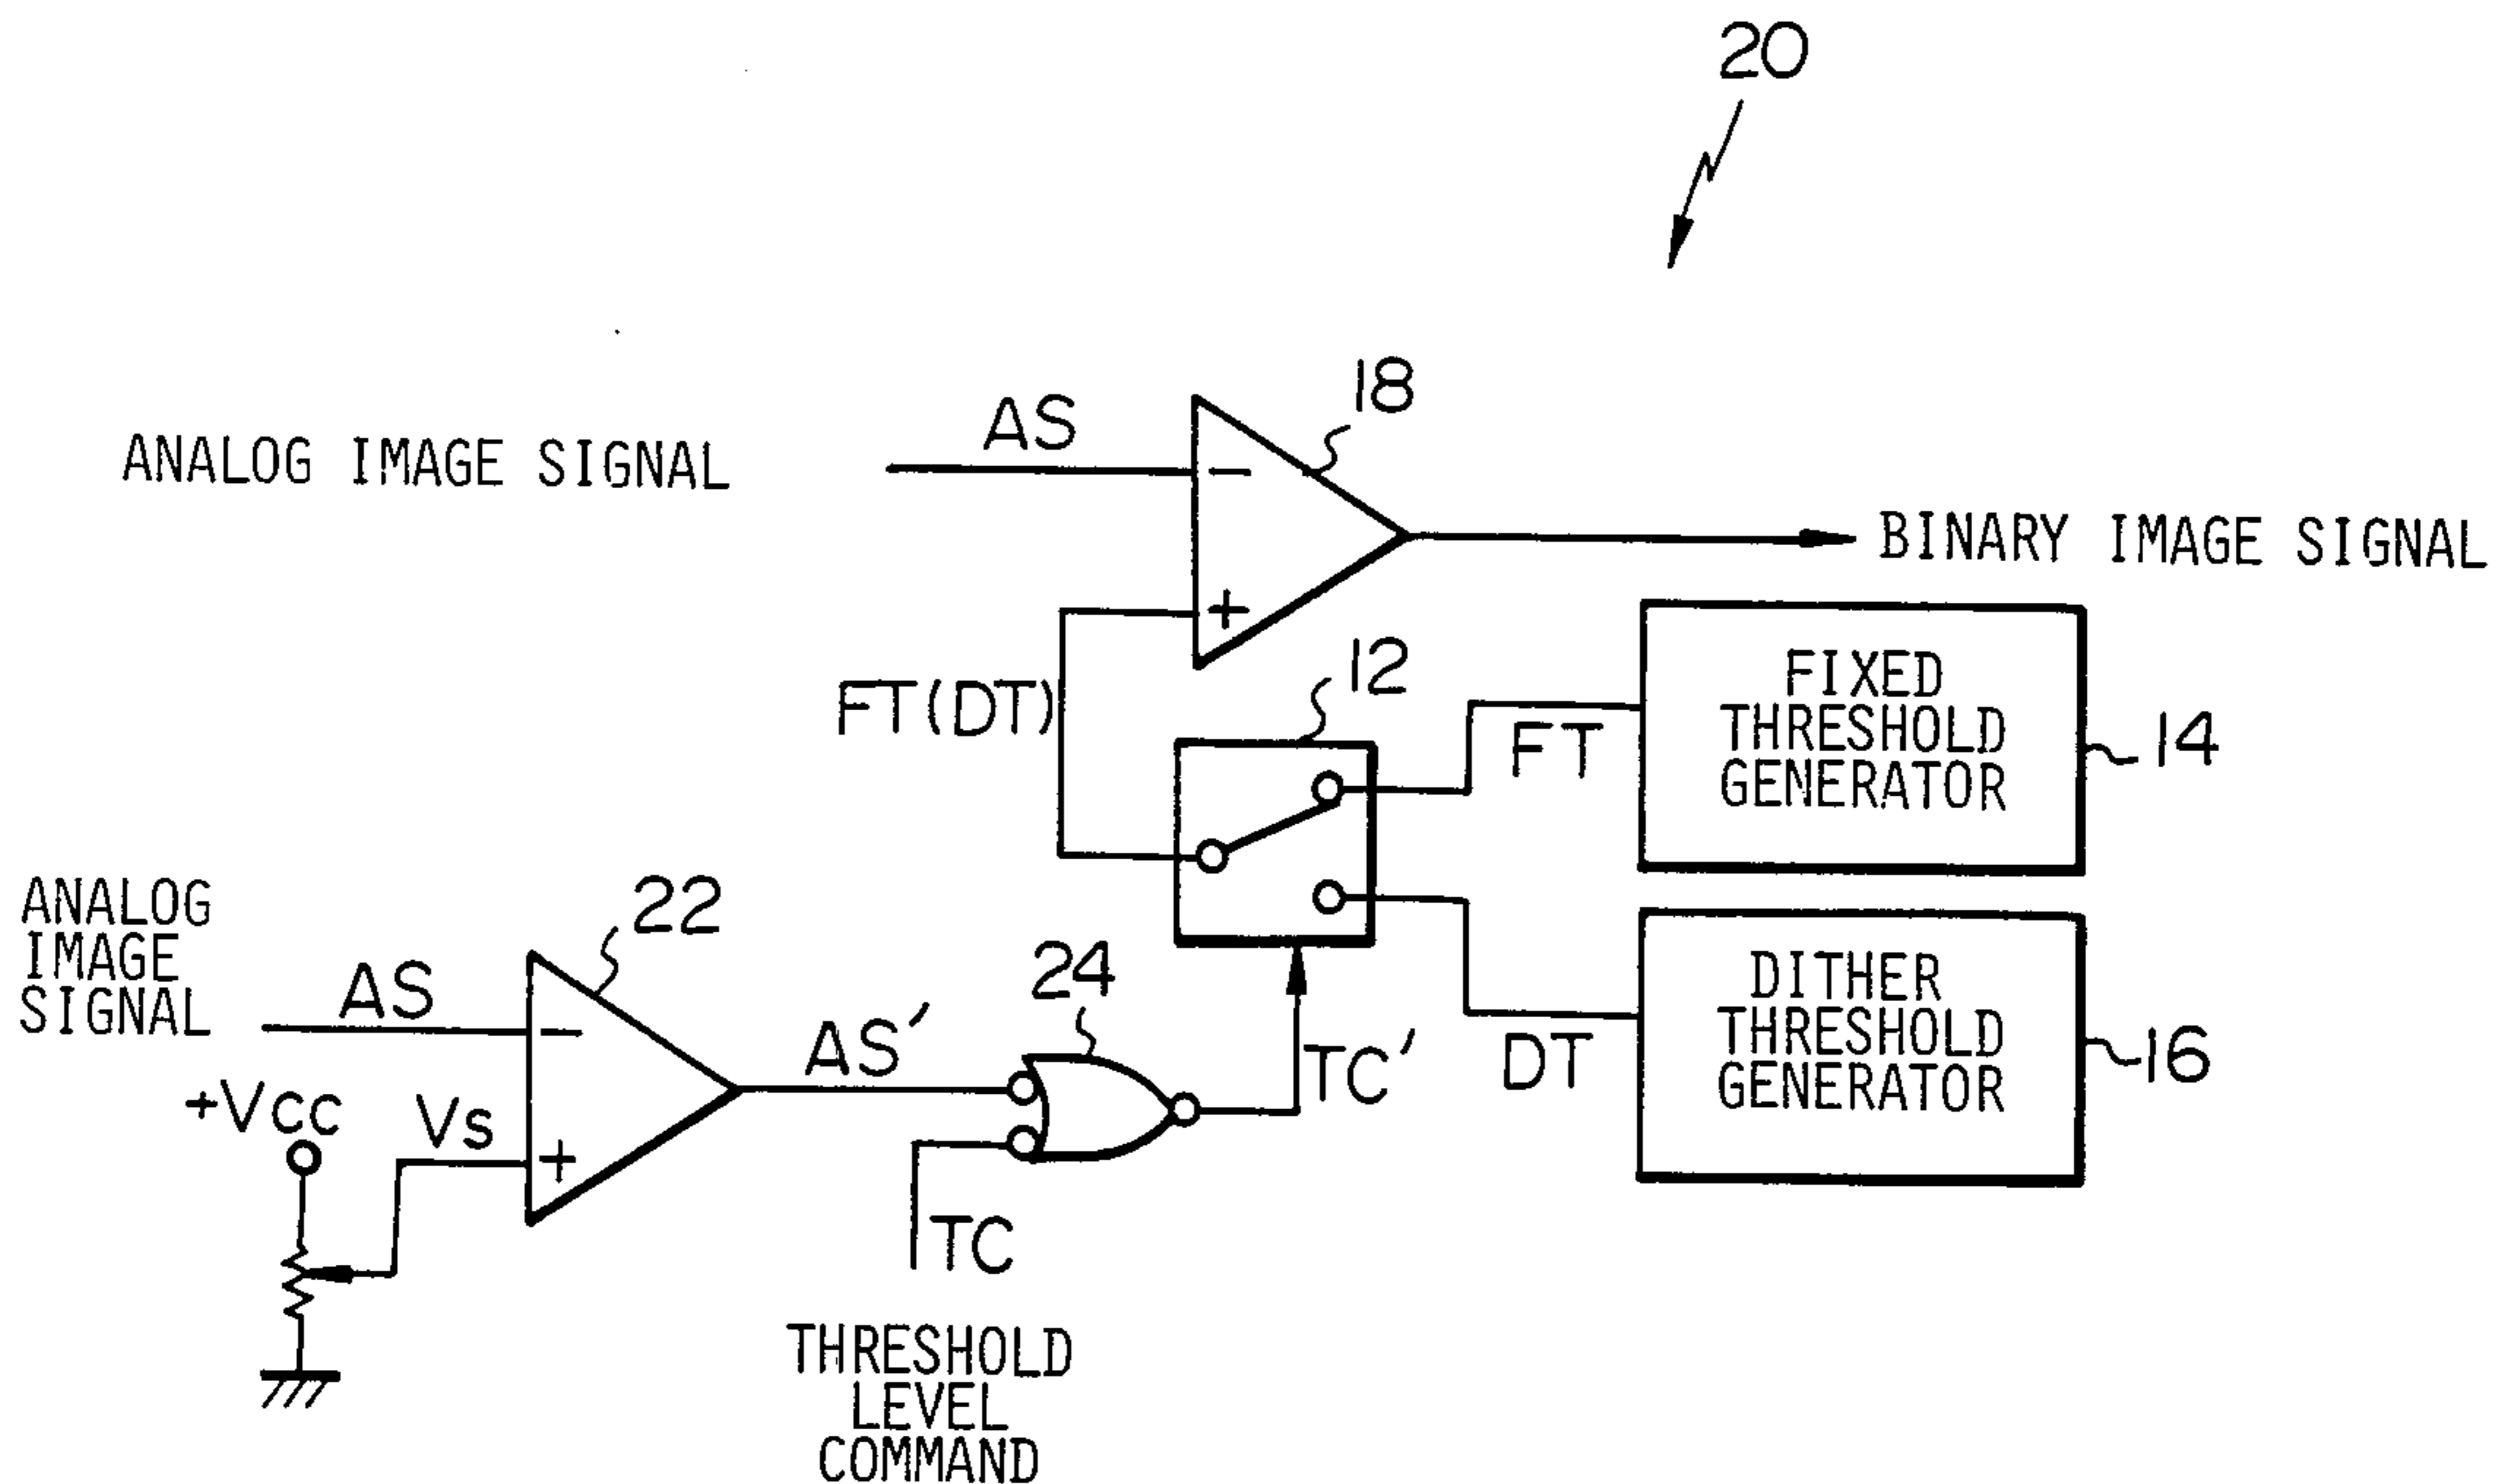 20
18
AS
ANALOG IMAGE SIGNAL
−
BINARY IMAGE SIGNAL
+
12
FT(DT)
FIXED
THRESHOLD
GENERATOR
14
FT
ANALOG
IMAGE
SIGNAL
22
AS
−
24
AS′
+Vcc
Vs
+
TC′
DT
DITHER
THRESHOLD
GENERATOR
16
TC
THRESHOLD
LEVEL
COMMAND